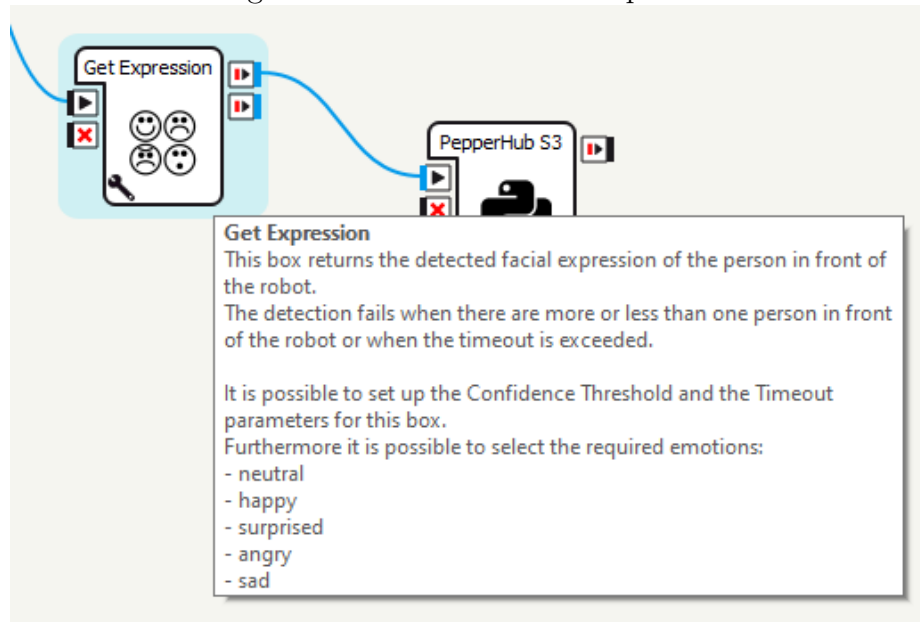 Get Expression
PepperHub S3
Get Expression
This box returns the detected facial expression of the person in front of
the robot.
The detection fails when there are more or less than one person in front
of the robot or when the timeout is exceeded.
It is possible to set up the Confidence Threshold and the Timeout
parameters for this box.
Furthermore it is possible to select the required emotions:
- neutral
- happy
- surprised
- angry
- sad